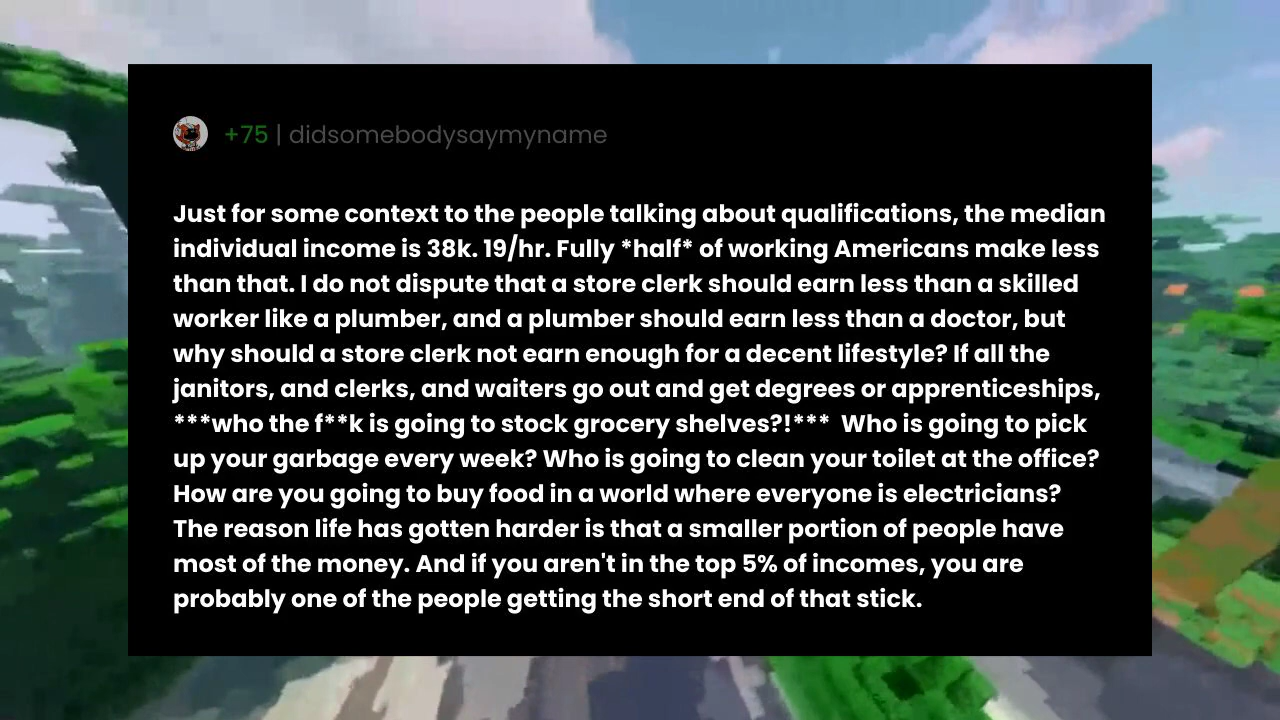 +75 | didsomebodysaymyname
Just for some context to the people talking about qualifications, the median
individual income is 38k. 19/hr. Fully *half* of working Americans make less
than that. I do not dispute that a store clerk should earn less than a skilled
worker like a plumber, and a plumber should earn less than a doctor, but
why should a store clerk not earn enough for a decent lifestyle? If all the
janitors, and clerks, and waiters go out and get degrees or apprenticeships,
***who the f**k is going to stock grocery shelves?!***  Who is going to pick
up your garbage every week? Who is going to clean your toilet at the office?
How are you going to buy food in a world where everyone is electricians?
The reason life has gotten harder is that a smaller portion of people have
most of the money. And if you aren't in the top 5% of incomes, you are
probably one of the people getting the short end of that stick.